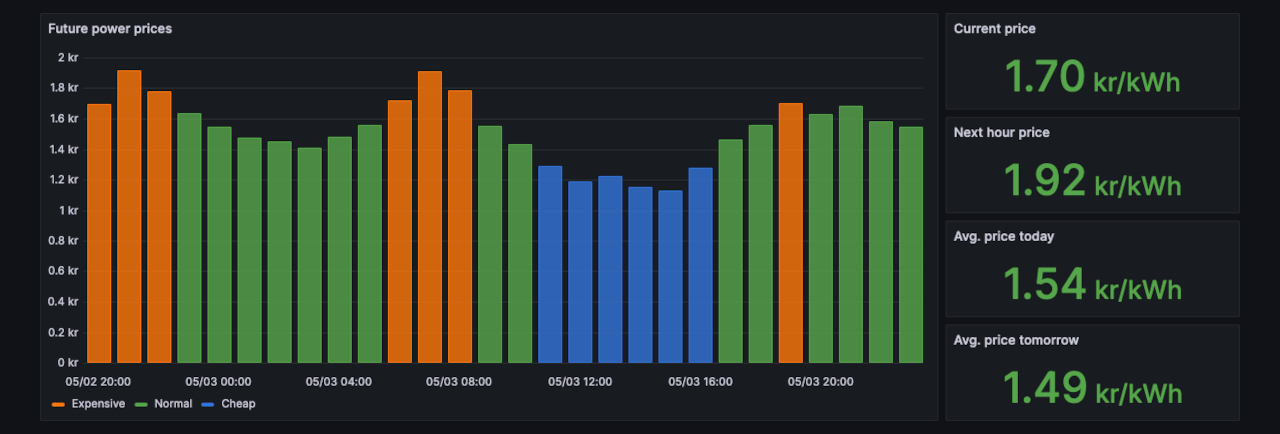 Future power prices
2 kr
1.8 kr
1.6 kr
1.4 kr
1.2 kr
1 kr
0.8 kr
0.6 kr
0.4 kr
0.2 kr
0 kr
05/02 20:00 05/03 00:00 05/03 04:00 05/03 08:00 05/03 12:00 05/03 16:00 05/03 20:00
Expensive Normal Cheap
Current price
1.70 kr/kWh
Next hour price
1.92 kr/kWh
Avg. price today
1.54 kr/kWh
Avg. price tomorrow
1.49 kr/kWh